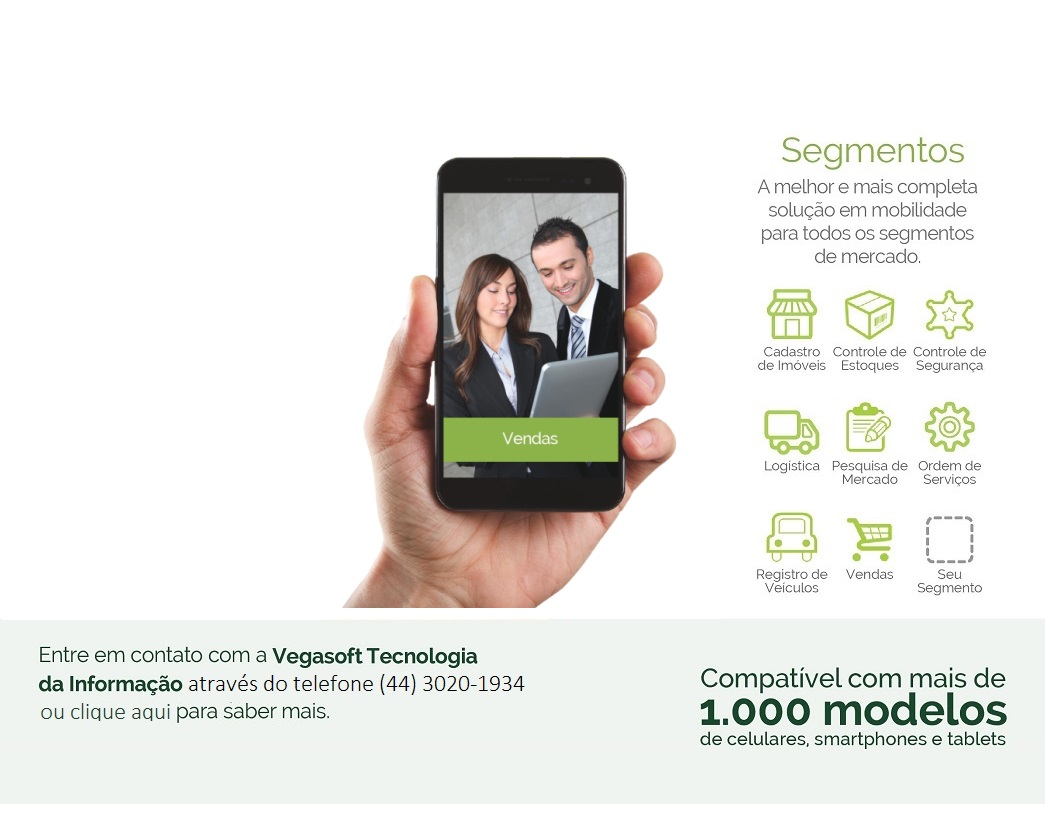 Segmentos
A melhor e mais completa
solução em mobilidade
para todos os segmentos
de mercado.
Vendas
Cadastro
de Imóveis
Controle de
Estoques
Controle de
Segurança
Logística
Pesquisa de
Mercado
Ordem de
Serviços
Registro de
Veículos
Vendas
Seu
Segmento
Entre em contato com a Vegasoft Tecnologia
da Informação através do telefone (44) 3020-1934
ou clique aqui para saber mais.
Compatível com mais de
1.000 modelos
de celulares, smartphones e tablets